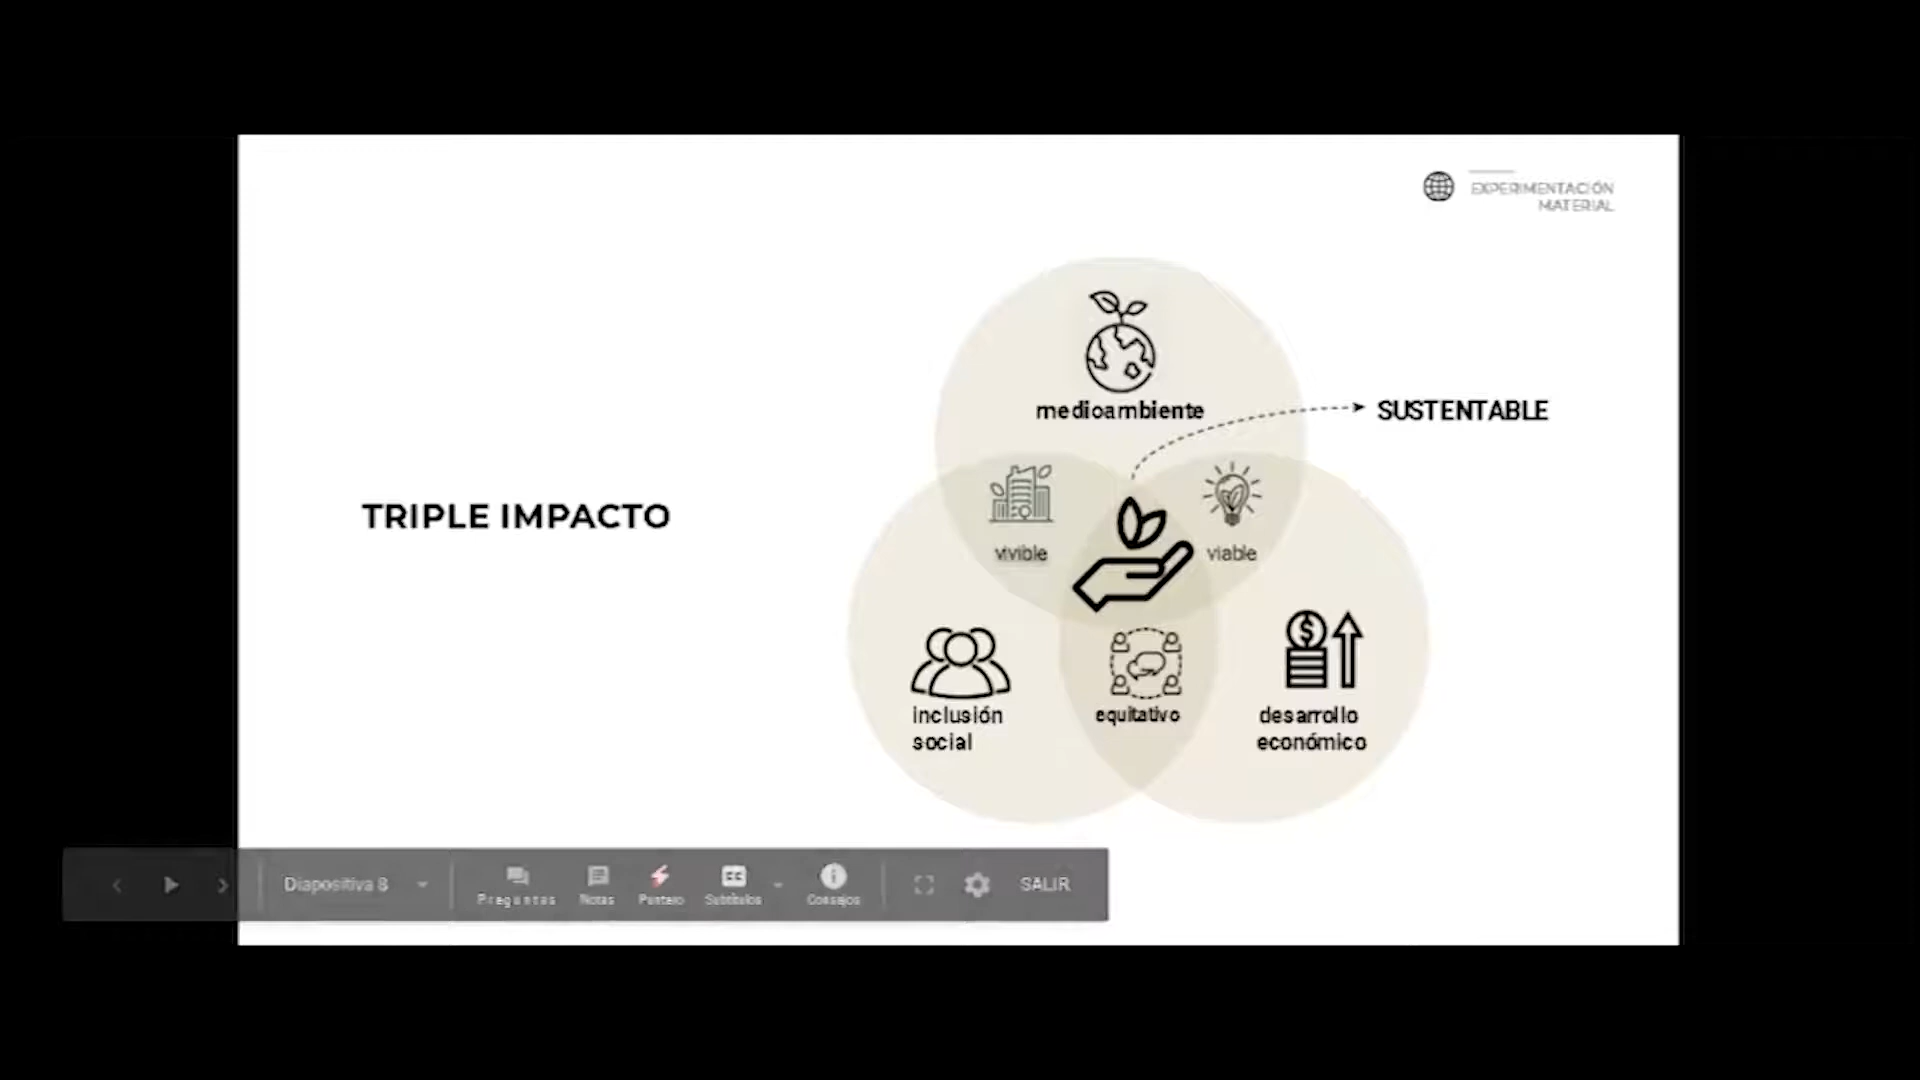 EXPERIMENTACIÓN
MATERIAL
medioambiente
SUSTENTABLE
TRIPLE IMPACTO
vivible
viable
inclusión
social
equitativo
desarrollo
económico
$
Diapositiva 8
Preguntas
Notas
Puntero
CC
Subtítulos
Consejos
SALIR